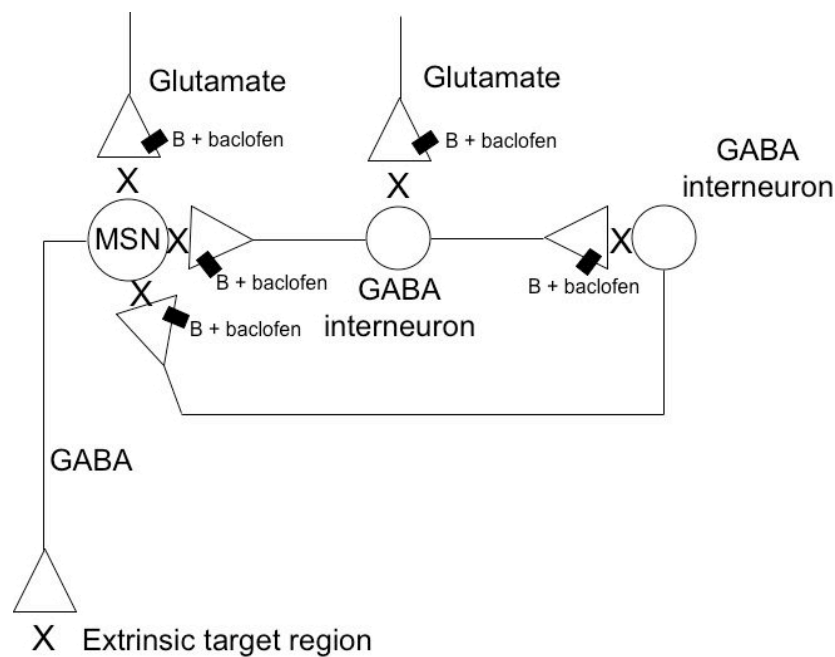 Glutamate
B + baclofen
X
Glutamate
B + baclofen
X
GABA
interneuron
MSN
X
B + baclofen
GABA
interneuron
X
B + baclofen
X
B + baclofen
GABA
X Extrinsic target region